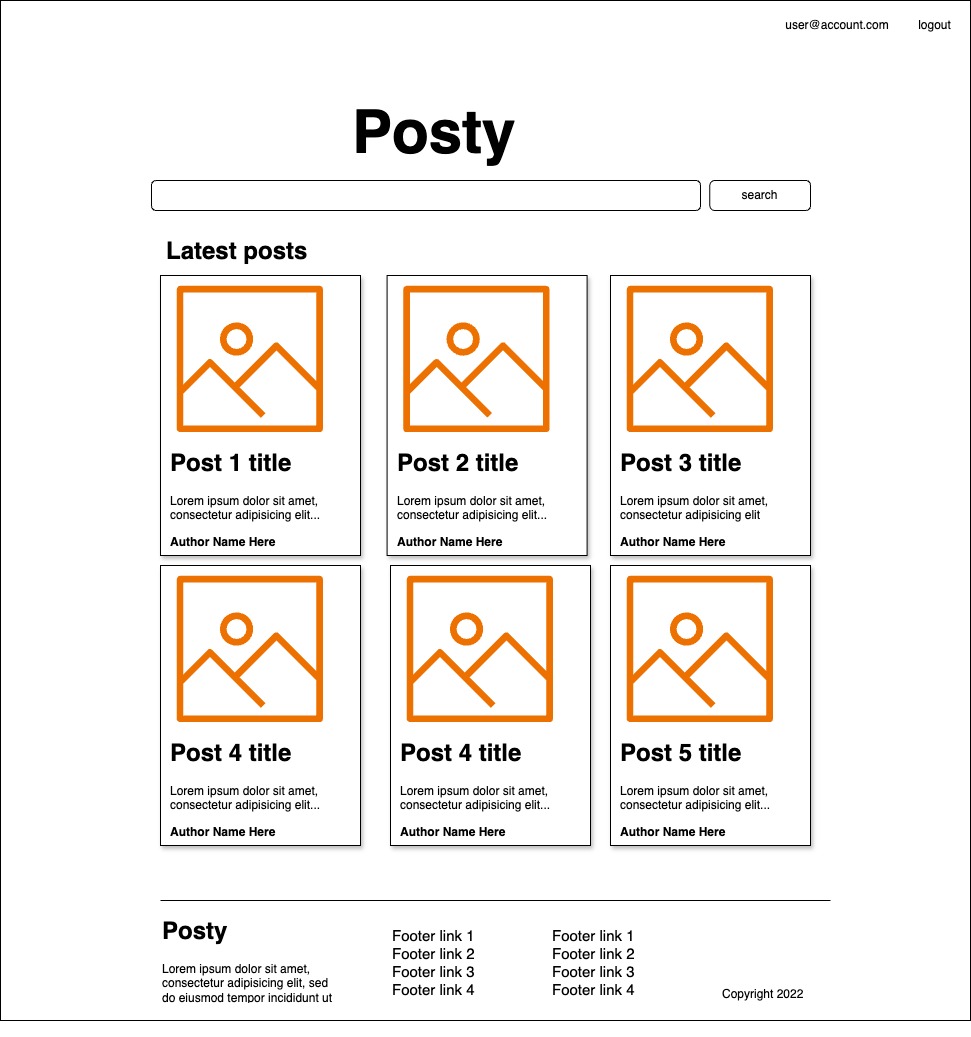 user@account.com logout
Posty
search
Latest posts
Post 1 title
Lorem ipsum dolor sit amet,
consectetur adipisicing elit...
Author Name Here
Post 2 title
Lorem ipsum dolor sit amet,
consectetur adipisicing elit...
Author Name Here
Post 3 title
Lorem ipsum dolor sit amet,
consectetur adipisicing elit
Author Name Here
Post 4 title
Lorem ipsum dolor sit amet,
consectetur adipisicing elit...
Author Name Here
Post 4 title
Lorem ipsum dolor sit amet,
consectetur adipisicing elit...
Author Name Here
Post 5 title
Lorem ipsum dolor sit amet,
consectetur adipisicing elit...
Author Name Here
Posty
Lorem ipsum dolor sit amet,
consectetur adipisicing elit, sed
do eiusmod tempor incididunt ut
Footer link 1
Footer link 2
Footer link 3
Footer link 4
Footer link 1
Footer link 2
Footer link 3
Footer link 4
Copyright 2022